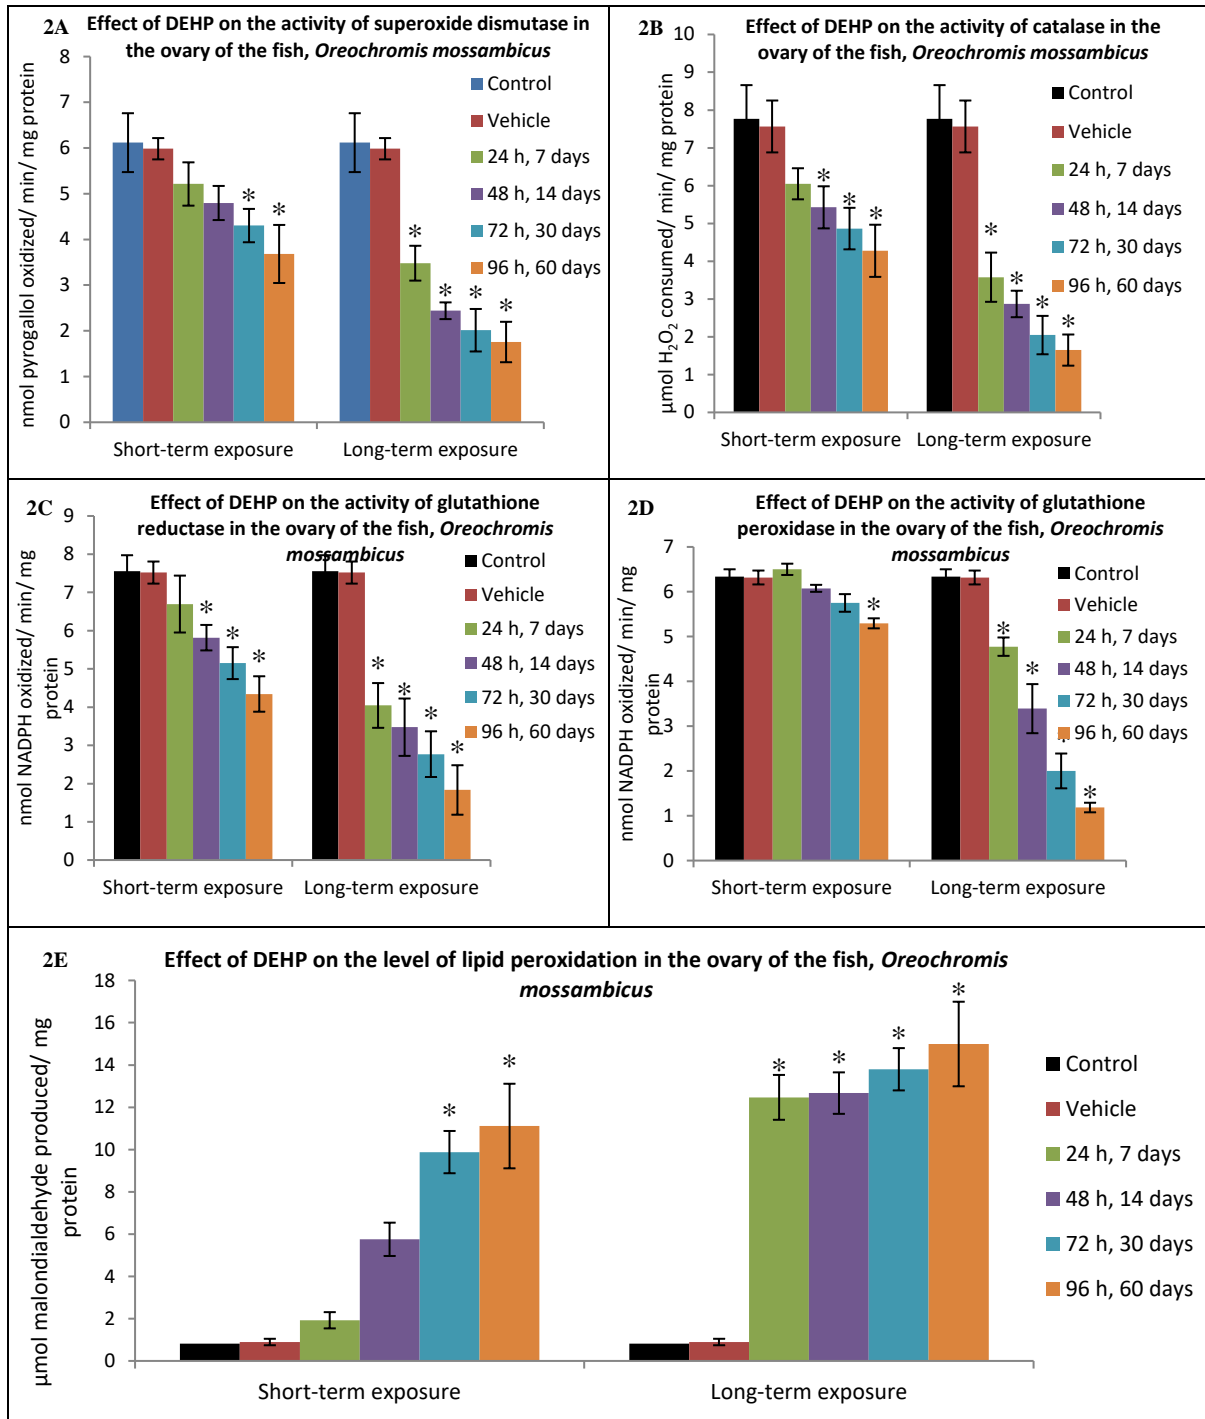 2A
Effect of DEHP on the activity of superoxide dismutase in
the ovary of the fish, Oreochromis mossambicus
8
7
6
5
4
3
2
1
0
nmol pyrogallol oxidized/ min/ mg protein
Control
Vehicle
24 h, 7 days
48 h, 14 days
72 h, 30 days
96 h, 60 days
* *
* * * *
Short-term exposure Long-term exposure
2B
Effect of DEHP on the activity of catalase in the
ovary of the fish, Oreochromis mossambicus
10
9
8
7
6
5
4
3
2
1
0
µmol H₂O₂ consumed/ min/ mg protein
Control
Vehicle
24 h, 7 days
48 h, 14 days
72 h, 30 days
96 h, 60 days
* * *
* * * *
Short-term exposure Long-term exposure
2C
Effect of DEHP on the activity of glutathione
reductase in the ovary of the fish, Oreochromis
mossambicus
9
8
7
6
5
4
3
2
1
0
nmol NADPH oxidized/ min/ mg
protein
Control
Vehicle
24 h, 7 days
48 h, 14 days
72 h, 30 days
96 h, 60 days
* * *
* * * *
Short-term exposure Long-term exposure
2D
Effect of DEHP on the activity of glutathione
peroxidase in the ovary of the fish, Oreochromis
mossambicus
7
6
5
4
3
2
1
0
nmol NADPH oxidized/ min/ mg
protein
Control
Vehicle
24 h, 7 days
48 h, 14 days
72 h, 30 days
96 h, 60 days
*
* * * *
Short-term exposure Long-term exposure
2E
Effect of DEHP on the level of lipid peroxidation in the ovary of the fish, Oreochromis
mossambicus
18
16
14
12
10
8
6
4
2
0
µmol malondialdehyde produced/ mg
protein
* *
* * * *
Control
Vehicle
24 h, 7 days
48 h, 14 days
72 h, 30 days
96 h, 60 days
Short-term exposure Long-term exposure